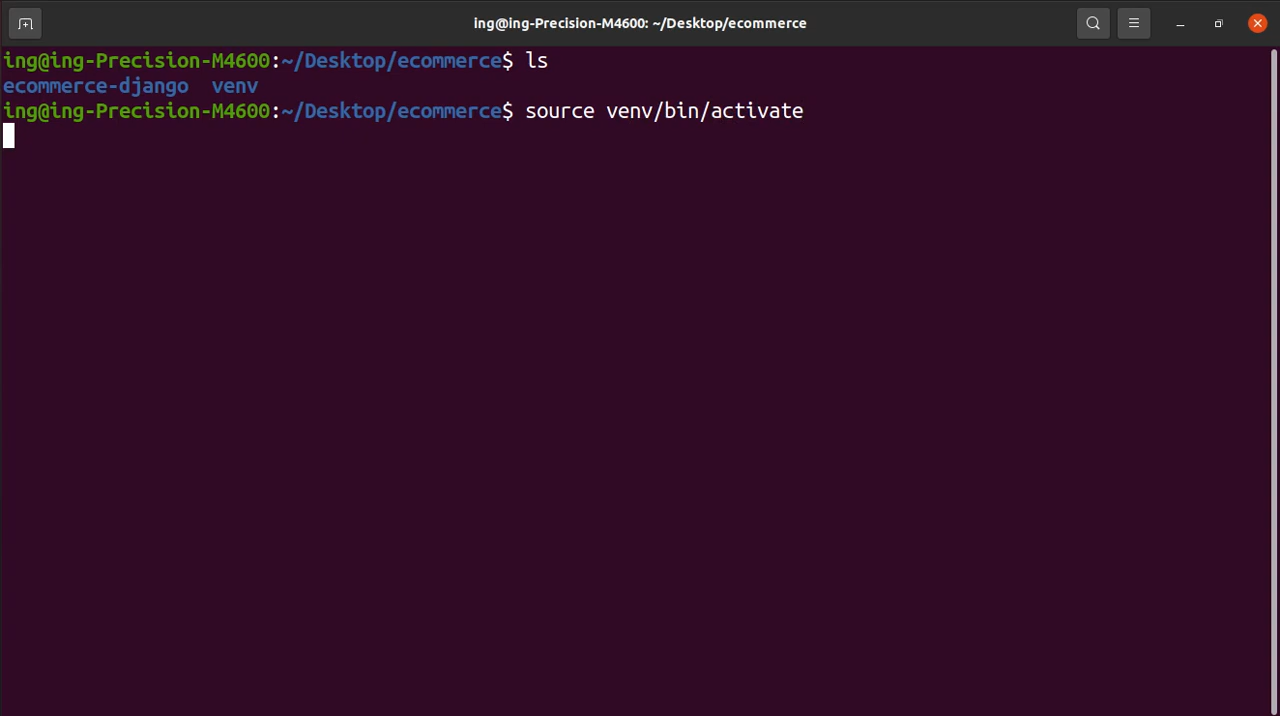 ing@ing-Precision-M4600: ~/Desktop/ecommerce
ing@ing-Precision-M4600:~/Desktop/ecommerce$ ls
ecommerce-django  venv
ing@ing-Precision-M4600:~/Desktop/ecommerce$ source venv/bin/activate